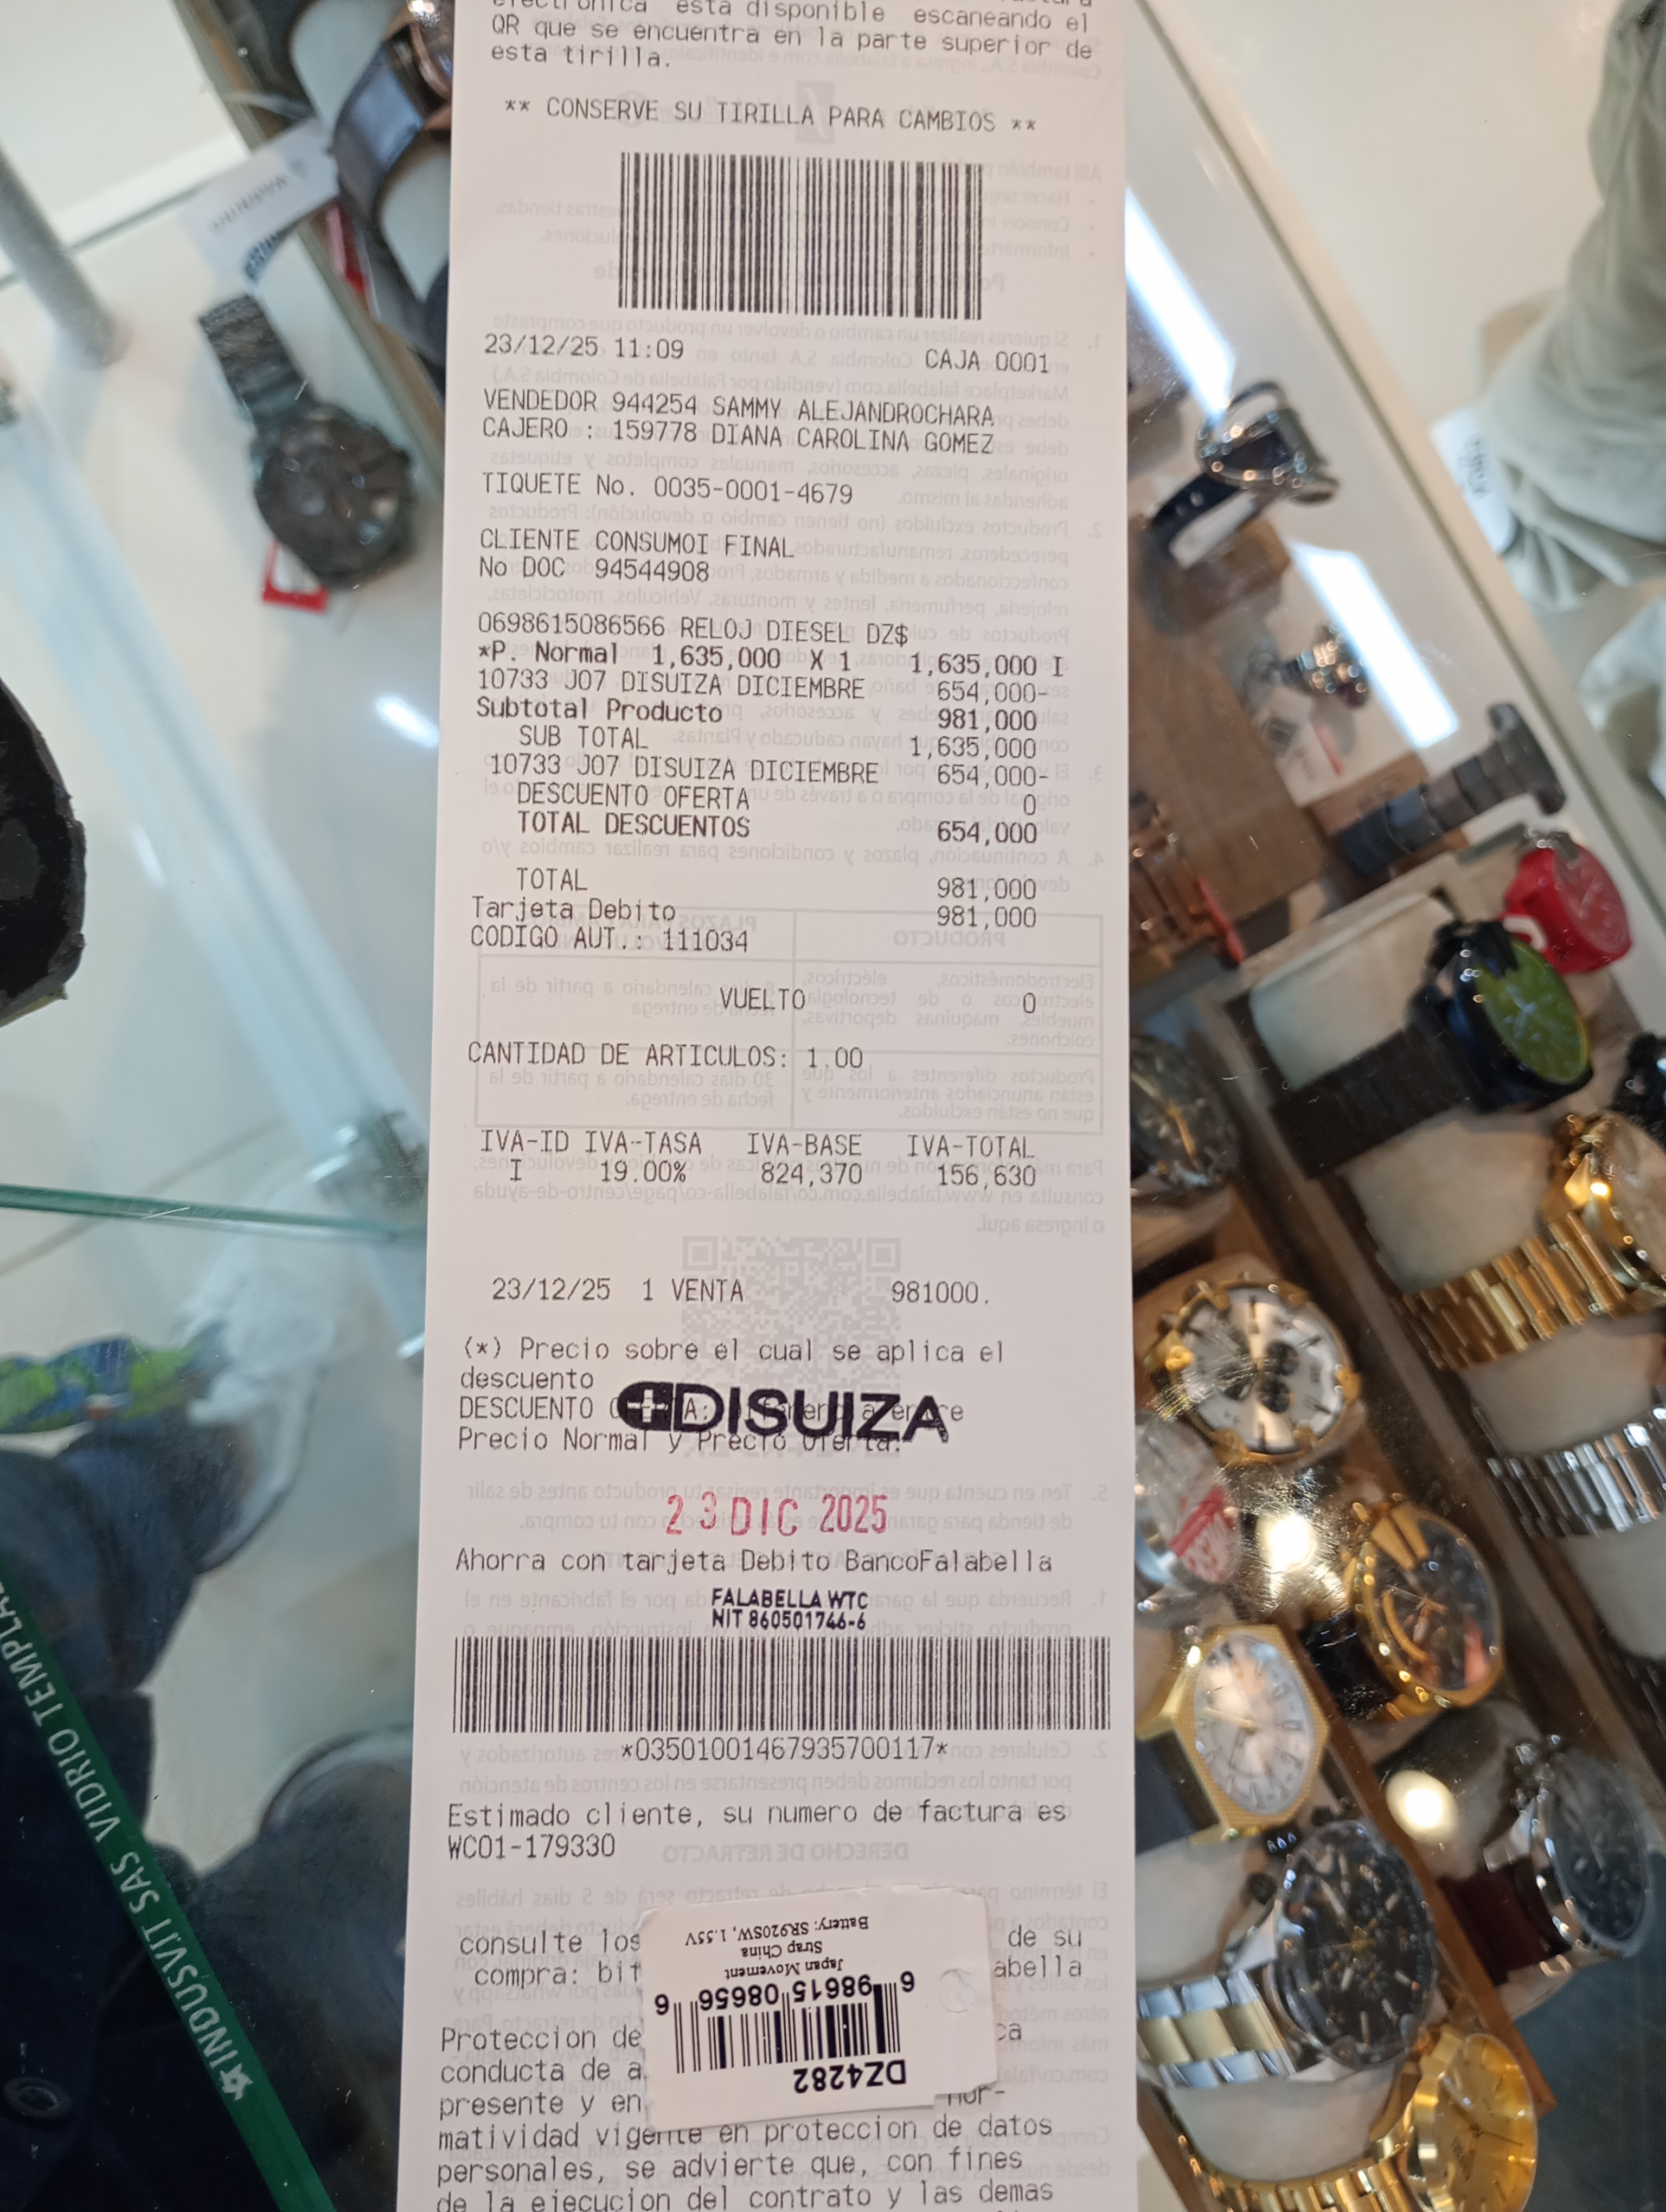 electronica esta disponible escaneando el
QR que se encuentra en la parte superior de
esta tirilla.
** CONSERVE SU TIRILLA PARA CAMBIOS **
23/12/25 11:09 CAJA 0001
VENDEDOR 944254 SAMMY ALEJANDROCHARA
CAJERO : 159778 DIANA CAROLINA GOMEZ
TIQUETE No. 0035-0001-4679
CLIENTE CONSUMOI FINAL
No DOC 94544908
0698615086566 RELOJ DIESEL DZ$
*P. Normal 1,635,000 X 1 1,635,000 I
10733 J07 DISUIZA DICIEMBRE 654,000-
Subtotal Producto 981,000
SUB TOTAL 1,635,000
10733 J07 DISUIZA DICIEMBRE 654,000-
DESCUENTO OFERTA 0
TOTAL DESCUENTOS 654,000
TOTAL 981,000
Tarjeta Debito 981,000
CODIGO AUT.: 111034
VUELTO 0
CANTIDAD DE ARTICULOS: 1.00
IVA-ID IVA-TASA IVA-BASE IVA-TOTAL
I 19.00% 824,370 156,630
23/12/25 1 VENTA 981000.
(*) Precio sobre el cual se aplica el
descuento
DESCUENTO
DISUIZA
Precio Normal y Precio Oferta.
23 DIC 2025
Ahorra con tarjeta Debito BancoFalabella
FALABELLA WTC
NIT 860501746-6
*03501001467935700117*
Estimado cliente, su numero de factura es
WC01-179330
consulte los de su
compra: bit abella
Proteccion de ca
conducta de a
presente y en nor-
matividad vigente en proteccion de datos
personales, se advierte que, con fines
de la ejecucion del contrato y las demas
DZ4282
6 98615 08656 6
Japan Movement
Strap China
Battery: SR920SW, 1.55V
INDUSVIT SAS VIDRIO TEMPLA